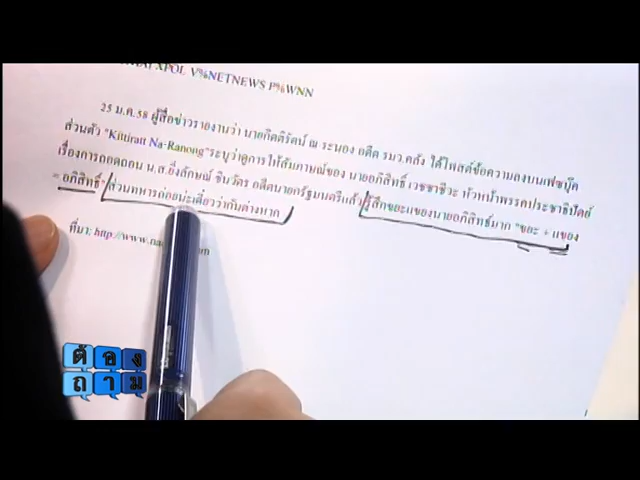 XPOL V%NETNEWS P%WNN
25 ม.ค.58 ผู้สื่อข่าวรายงานว่า นายกิตติรัตน์ ณ ระนอง อดีต รมว.คลัง ได้โพสต์ข้อความลงบนเฟซบุ๊ค
ส่วนตัว "Kittiratt Na-Ranong" ระบุว่าดูการให้สัมภาษณ์ของ นายอภิสิทธิ์ เวชชาชีวะ หัวหน้าพรรคประชาธิปัตย์
เรื่องการถอดถอน น.ส.ยิ่งลักษณ์ ชินวัตร อดีตนายกรัฐมนตรีแล้ว รู้สึกขยะแขยงนายอภิสิทธิ์มาก "ขยะ + แขยง
= อภิสิทธิ์" ส่วนทหารก่อยน่ะเดี๋ยวว่ากันต่างหาก
ที่มา: http://www.na
ต้อง
ถาม